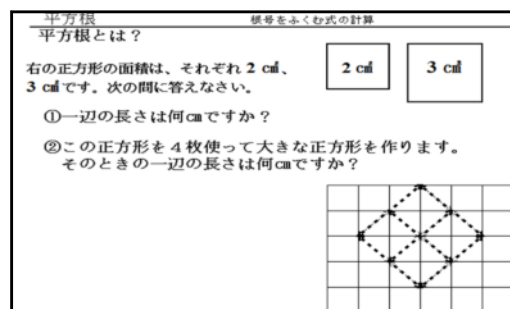 平方根 根号をふくむ式の計算
平方根とは？
右の正方形の面積は、それぞれ 2 ㎠、
3 ㎠です。次の問に答えなさい。
2 ㎠
3 ㎠
①一辺の長さは何㎝ですか？
②この正方形を４枚使って大きな正方形を作ります。
そのときの一辺の長さは何㎝ですか？